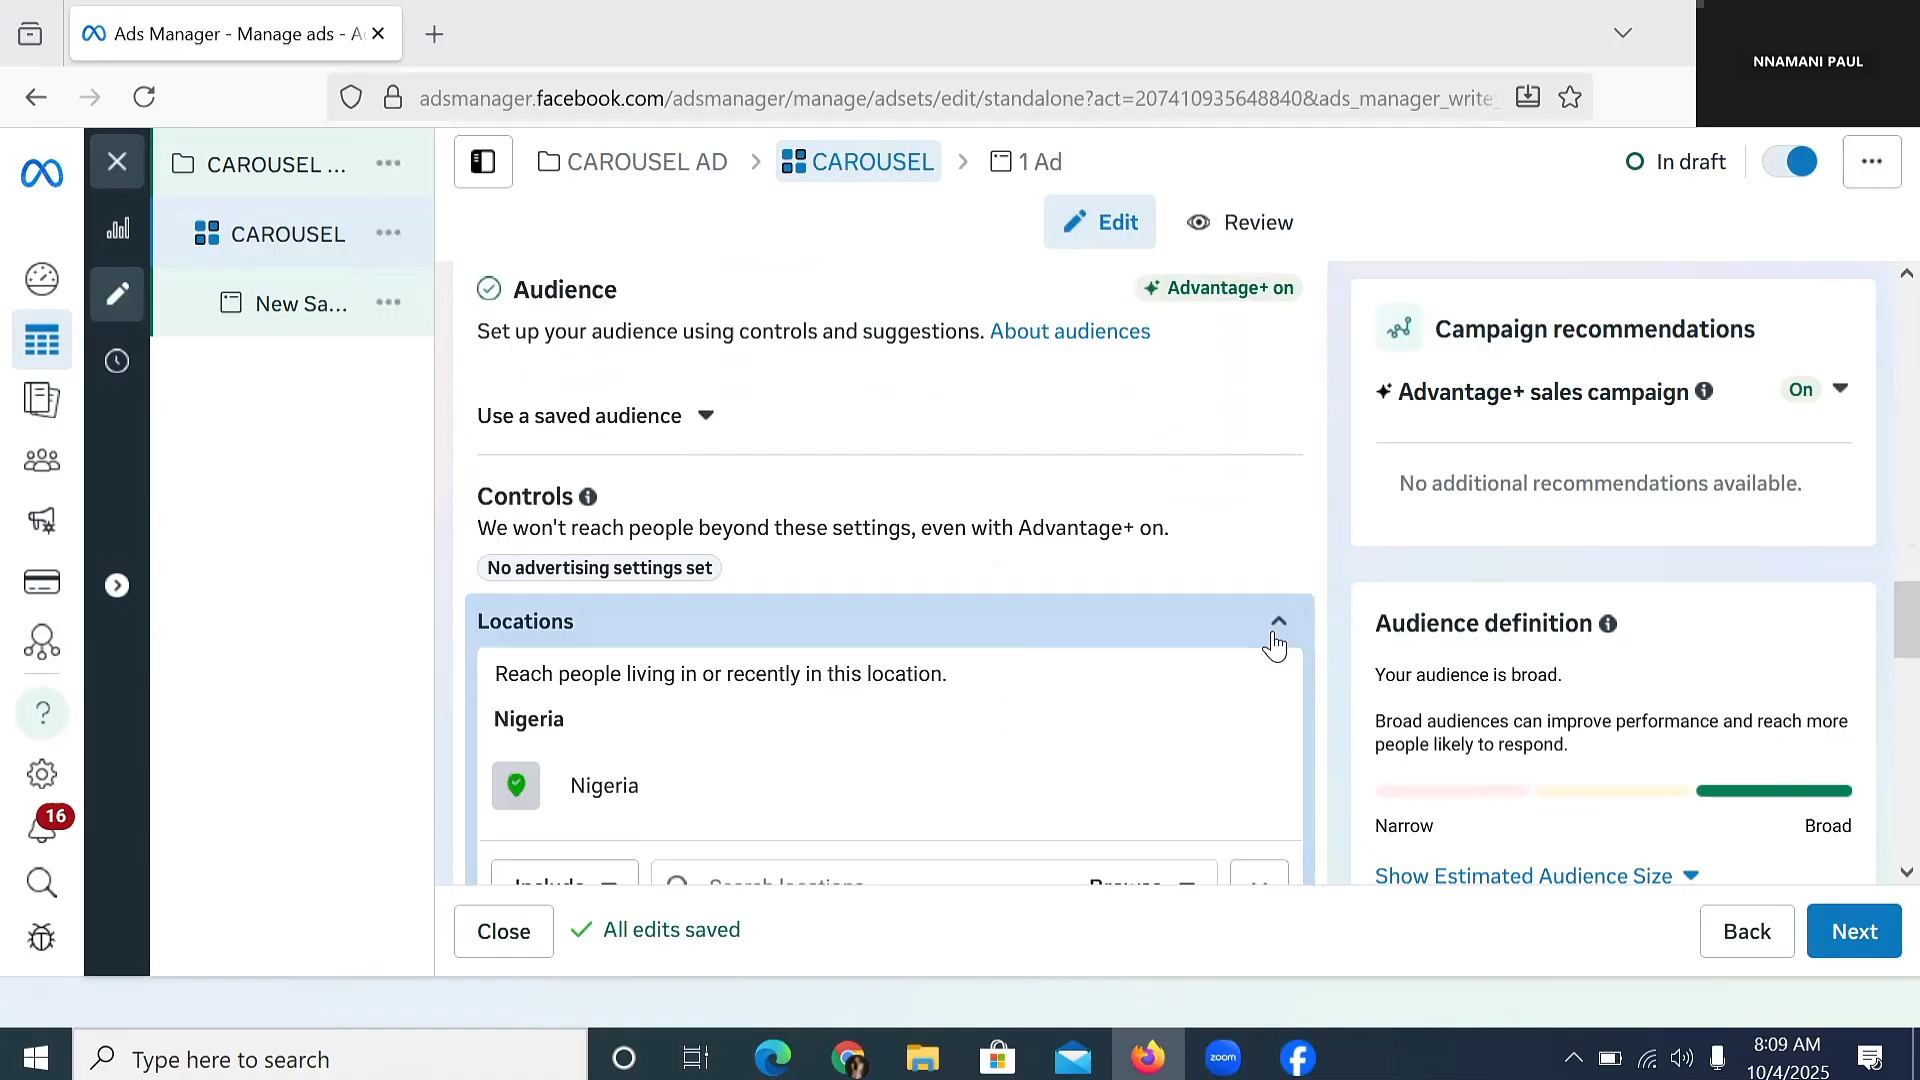 Ads Manager - Manage ads - A
NNAMANI PAUL
adsmanager.facebook.com/adsmanager/manage/adsets/edit/standalone?act=207410935648840&ads_manager_write_
CAROUSEL ...
CAROUSEL AD
CAROUSEL
1 Ad
In draft
Edit
Review
CAROUSEL
New Sa...
Audience
Advantage+ on
Set up your audience using controls and suggestions. About audiences
Use a saved audience
Controls
We won't reach people beyond these settings, even with Advantage+ on.
No advertising settings set
Locations
Reach people living in or recently in this location.
Nigeria
Nigeria
Include
Search locations
Browse
Campaign recommendations
Advantage+ sales campaign
On
No additional recommendations available.
Audience definition
Your audience is broad.
Broad audiences can improve performance and reach more
people likely to respond.
Narrow
Broad
Show Estimated Audience Size
16
Close
All edits saved
Back
Next
Type here to search
zoom
8:09 AM
10/4/2025